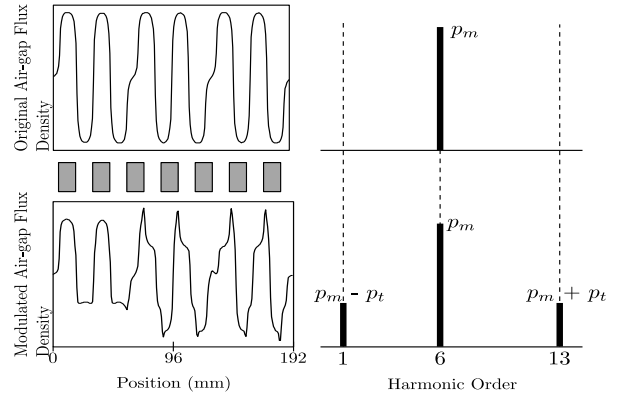 Original Air-gap Flux
Density
p_m
Modulated Air-gap Flux
Density
0
96
192
Position (mm)
p_m
p_m - p_t
p_m + p_t
1
6
13
Harmonic Order